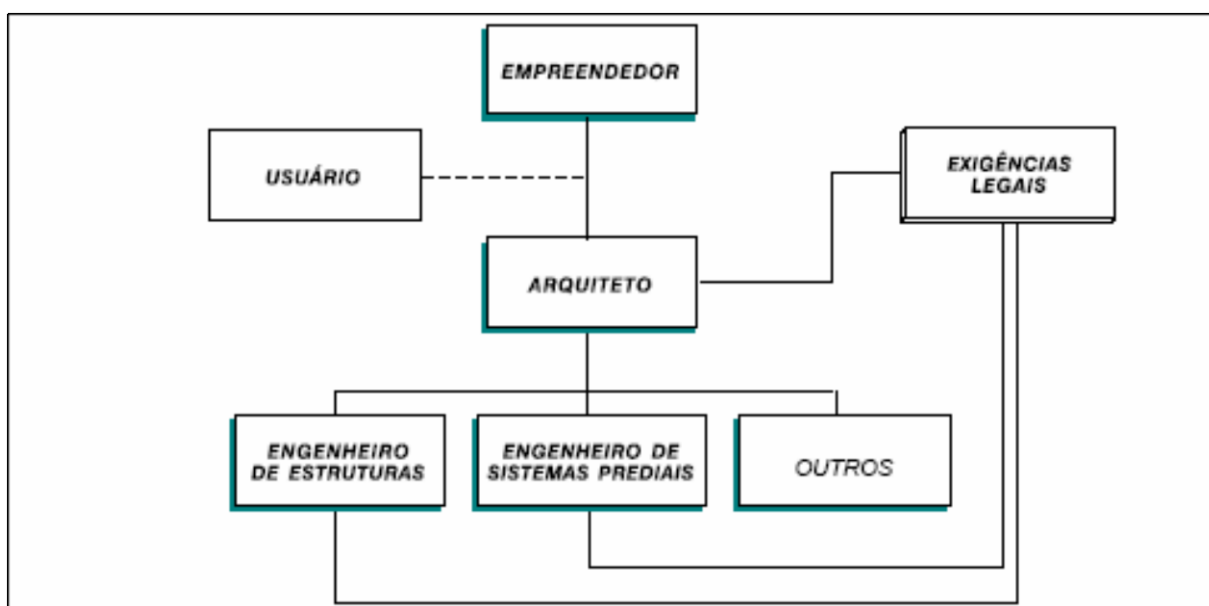 EMPREENDEDOR
USUÁRIO
EXIGÊNCIAS
LEGAIS
ARQUITETO
ENGENHEIRO
DE ESTRUTURAS
ENGENHEIRO DE
SISTEMAS PREDIAIS
OUTROS